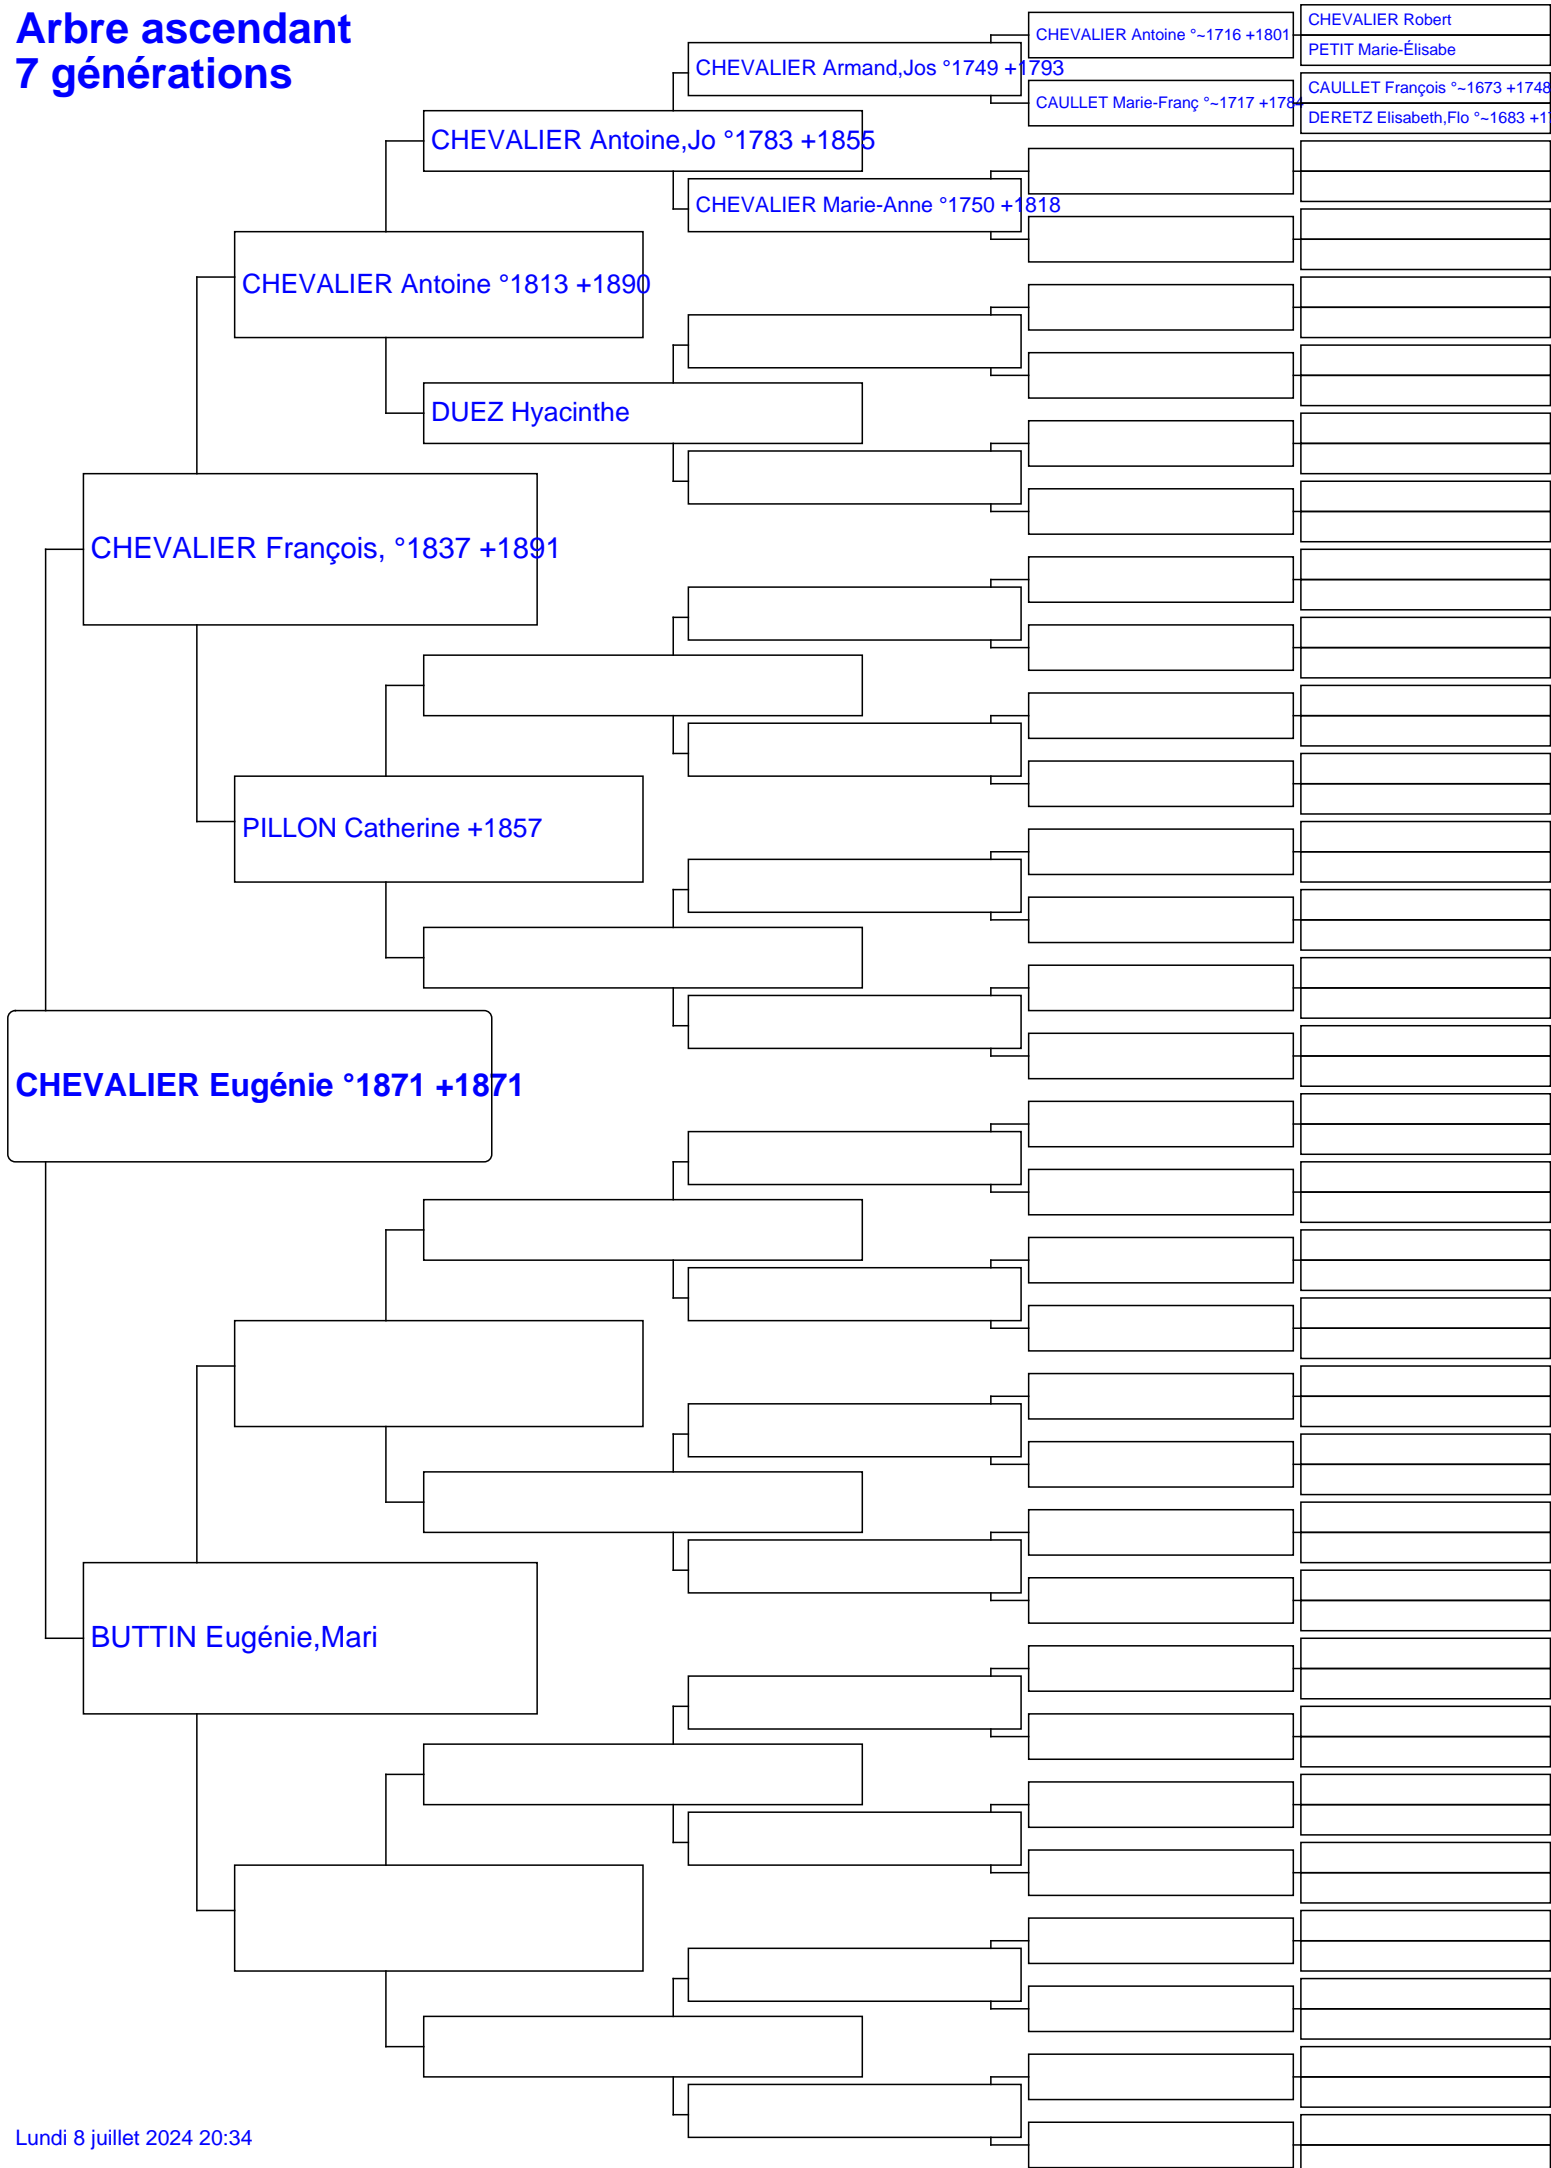 Arbre ascendant
7 générations
CHEVALIER Antoine °~1716 +1801
CHEVALIER Robert
PETIT Marie-Élisabe
CHEVALIER Armand,Jos °1749 +1793
CAULLET Marie-Franç °~1717 +1784
CAULLET François °~1673 +1748
DERETZ Elisabeth,Flo °~1683 +1
CHEVALIER Antoine,Jo °1783 +1855
CHEVALIER Marie-Anne °1750 +1818
CHEVALIER Antoine °1813 +1890
DUEZ Hyacinthe
CHEVALIER François, °1837 +1891
PILLON Catherine +1857
CHEVALIER Eugénie °1871 +1871
BUTTIN Eugénie,Mari
Lundi 8 juillet 2024 20:34